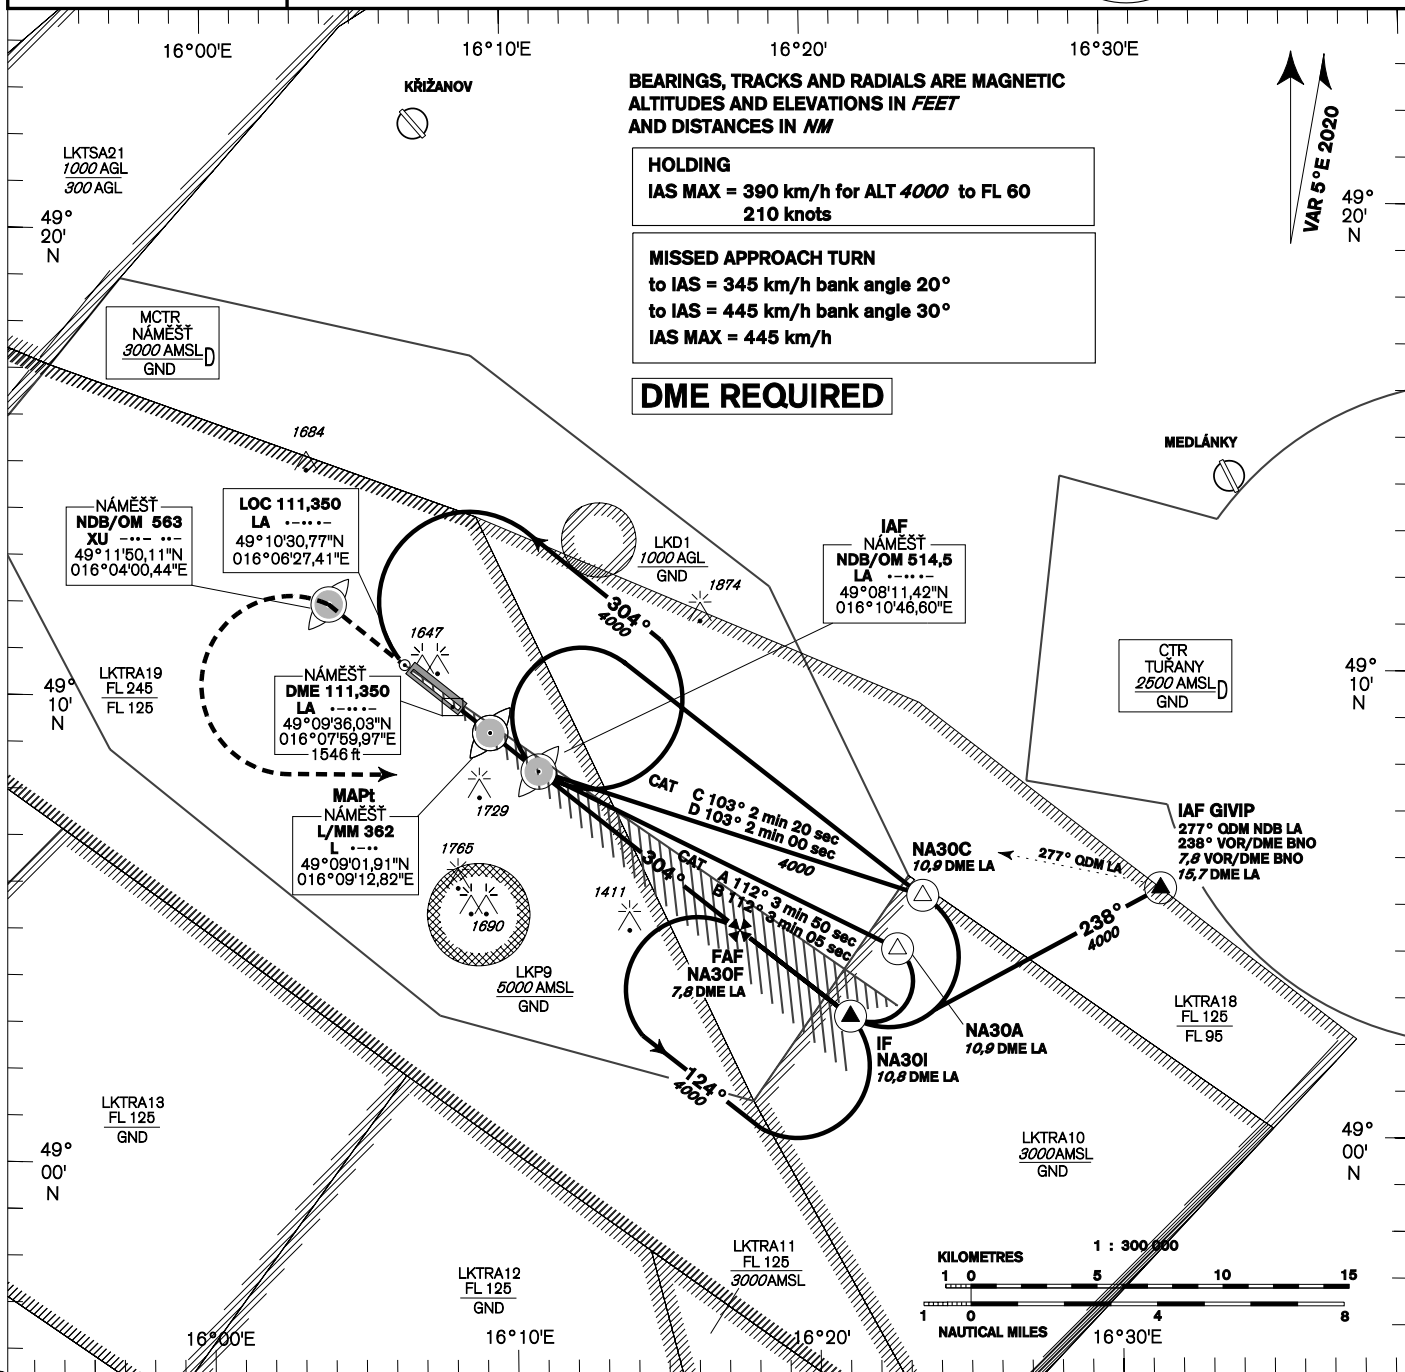 16°00'E
16°10'E
16°20'
16°30'E
KŘIŽANOV
BEARINGS, TRACKS AND RADIALS ARE MAGNETIC
ALTITUDES AND ELEVATIONS IN FEET
AND DISTANCES IN NM
VAR 5°E 2020
LKTSA21
1000 AGL
300 AGL
HOLDING
IAS MAX = 390 km/h for ALT 4000 to FL 60
210 knots
49°
20'
N
49°
20'
N
MISSED APPROACH TURN
to IAS = 345 km/h bank angle 20°
to IAS = 445 km/h bank angle 30°
IAS MAX = 445 km/h
MCTR
NÁMĚŠŤ
3000 AMSL D
GND
DME REQUIRED
1684
MEDLÁNKY
NÁMĚŠŤ
NDB/OM 563
XU -··- ··-
49°11'50,11"N
016°04'00,44"E
LOC 111,350
LA ·-·· ·-
49°10'30,77"N
016°06'27,41"E
LKD1
1000 AGL
GND
IAF
NÁMĚŠŤ
NDB/OM 514,5
LA ·-·· ·-
49°08'11,42"N
016°10'46,60"E
1874
304°
4000
1647
LKTRA19
FL 245
FL 125
49°
10'
N
NÁMĚŠŤ
DME 111,350
LA ·-·· ·-
49°09'36,03"N
016°07'59,97"E
1546 ft
CTR
TUŘANY
2500 AMSL D
GND
49°
10'
N
MAPt
NÁMĚŠŤ
L/MM 362
L ·-··
49°09'01,91"N
016°09'12,82"E
1729
CAT C 103° 2 min 20 sec
D 103° 2 min 00 sec
4000
IAF GIVIP
277° QDM NDB LA
238° VOR/DME BNO
7,8 VOR/DME BNO
15,7 DME LA
NA30C
10,9 DME LA
277° QDM LA
1765
1690
304°
CAT A 112° 3 min 50 sec
B 112° 3 min 05 sec
1411
238°
4000
FAF
NA30F
7,8 DME LA
LKP9
5000 AMSL
GND
LKTRA18
FL 125
FL 95
NA30A
10,9 DME LA
IF
NA30I
10,8 DME LA
124°
4000
LKTRA13
FL 125
GND
49°
00'
N
LKTRA10
3000AMSL
GND
49°
00'
N
LKTRA11
FL 125
3000AMSL
LKTRA12
FL 125
GND
1 : 300 000
KILOMETRES
1 0 5 10 15
1 0 4 8
NAUTICAL MILES
16°00'E
16°10'E
16°20'
16°30'E